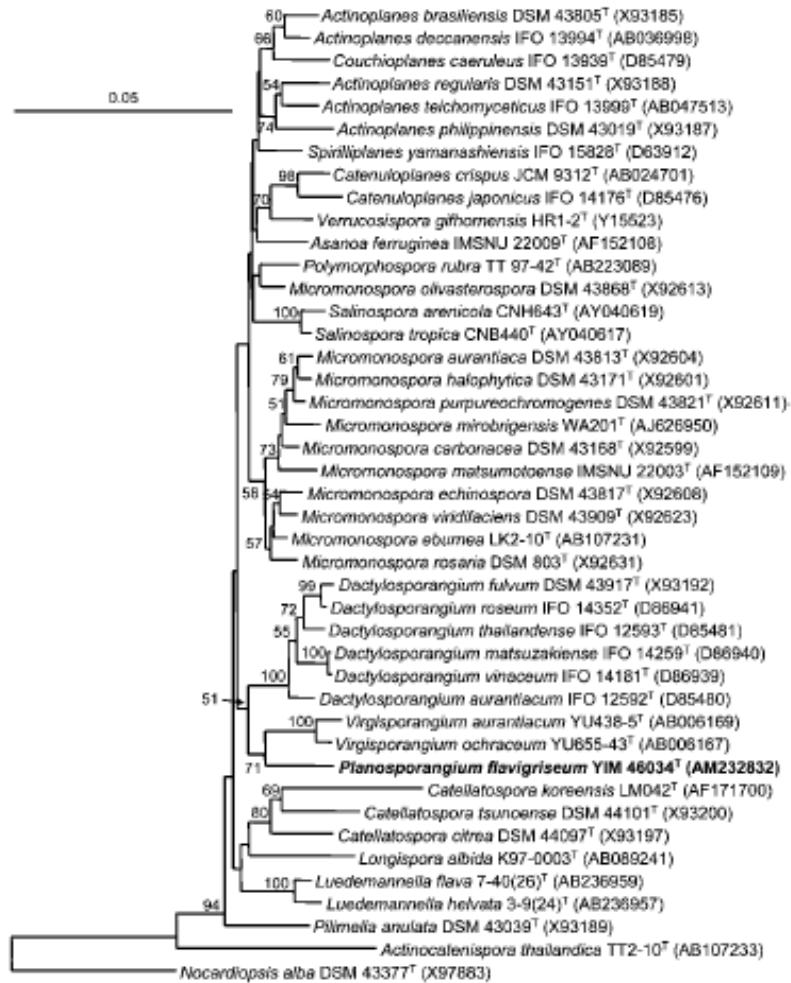 60 Actinoplanes brasiliensis DSM 43805ᵀ (X93185)
66 Actinoplanes deccanensis IFO 13994ᵀ (AB036998)
Couchioplanes caeruleus IFO 13939ᵀ (D85479)
54 Actinoplanes regularis DSM 43151ᵀ (X93188)
0.05
Actinoplanes teichomyceticus IFO 13999ᵀ (AB047513)
74 Actinoplanes philippinensis DSM 43019ᵀ (X93187)
Spirilliplanes yamanashiensis IFO 15828ᵀ (D63912)
98 Catenuloplanes crispus JCM 9312ᵀ (AB024701)
70 Catenuloplanes japonicus IFO 14176ᵀ (D85476)
Verrucosispora gifhornensis HR1-2ᵀ (Y15523)
Asanoa ferruginea IMSNU 22009ᵀ (AF152108)
Polymorphospora rubra TT 97-42ᵀ (AB223089)
Micromonospora olivasterospora DSM 43868ᵀ (X92613)
100 Salinospora arenicola CNH643ᵀ (AY040619)
Salinospora tropica CNB440ᵀ (AY040617)
61 Micromonospora aurantiaca DSM 43813ᵀ (X92604)
79 Micromonospora halophytica DSM 43171ᵀ (X92601)
51 Micromonospora purpureochromogenes DSM 43821ᵀ (X92611)
Micromonospora mirobrigensis WA201ᵀ (AJ626950)
73 Micromonospora carbonacea DSM 43168ᵀ (X92599)
Micromonospora matsumotoense IMSNU 22003ᵀ (AF152109)
58 54 Micromonospora echinospora DSM 43817ᵀ (X92608)
Micromonospora viridifaciens DSM 43909ᵀ (X92623)
57 Micromonospora eburnea LK2-10ᵀ (AB107231)
Micromonospora rosaria DSM 803ᵀ (X92631)
99 Dactylosporangium fulvum DSM 43917ᵀ (X93192)
72 Dactylosporangium roseum IFO 14352ᵀ (D86941)
55 Dactylosporangium thailandense IFO 12593ᵀ (D85481)
100 Dactylosporangium matsuzakiense IFO 14259ᵀ (D86940)
100 Dactylosporangium vinaceum IFO 14181ᵀ (D86939)
51 Dactylosporangium aurantiacum IFO 12592ᵀ (D85480)
100 Virgisporangium aurantiacum YU438-5ᵀ (AB006169)
Virgisporangium ochraceum YU655-43ᵀ (AB006167)
71 Planosporangium flavigriseum YIM 46034ᵀ (AM232832)
69 Catellatospora koreensis LM042ᵀ (AF171700)
80 Catellatospora tsunoense DSM 44101ᵀ (X93200)
Catellatospora citrea DSM 44097ᵀ (X93197)
Longispora albida K97-0003ᵀ (AB089241)
100 Luedemannella flava 7-40(26)ᵀ (AB236959)
Luedemannella helvata 3-9(24)ᵀ (AB236957)
94 Pilimelia anulata DSM 43039ᵀ (X93189)
Actinocatenispora thailandica TT2-10ᵀ (AB107233)
Nocardiopsis alba DSM 43377ᵀ (X97883)